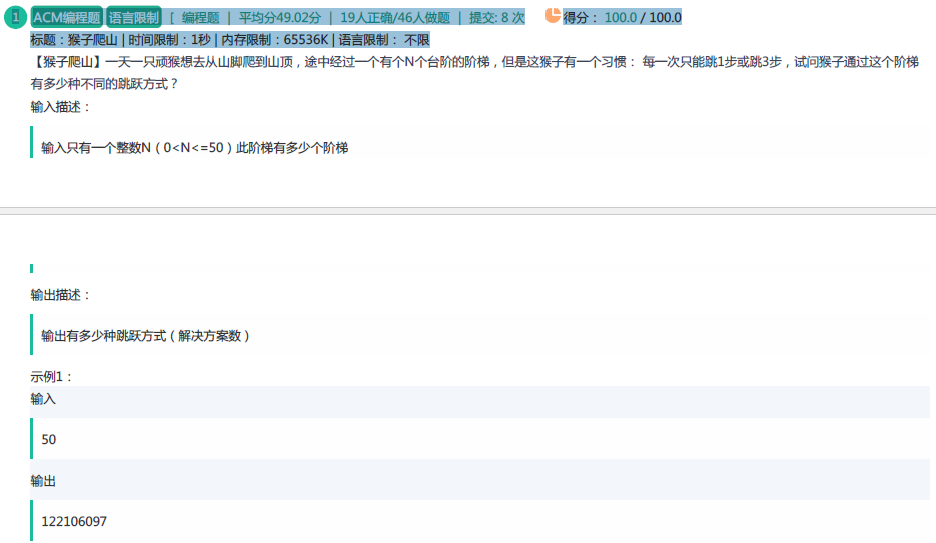 1 ACM编程题 语言限制 [ 编程题 | 平均分49.02分 | 19人正确/46人做题 | 提交: 8 次 得分： 100.0 / 100.0
标题：猴子爬山 | 时间限制：1秒 | 内存限制：65536K | 语言限制： 不限
【猴子爬山】一天一只顽猴想去从山脚爬到山顶，途中经过一个有个N个台阶的阶梯，但是这猴子有一个习惯： 每一次只能跳1步或跳3步，试问猴子通过这个阶梯
有多少种不同的跳跃方式？
输入描述：
输入只有一个整数N（0<N<=50）此阶梯有多少个阶梯
输出描述：
输出有多少种跳跃方式（解决方案数）
示例1：
输入
50
输出
122106097